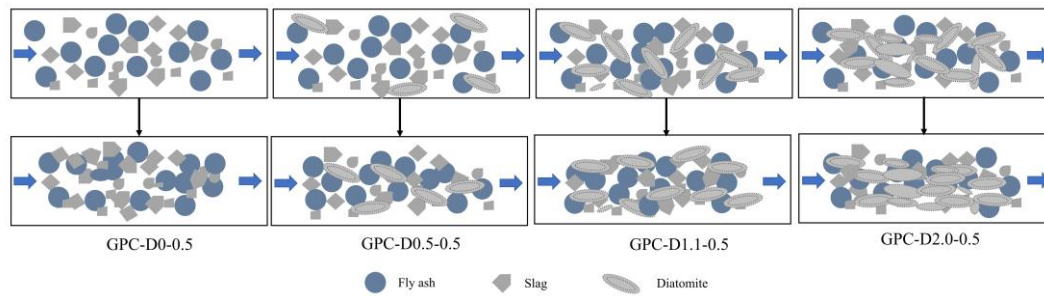 GPC-D0-0.5
GPC-D0.5-0.5
GPC-D1.1-0.5
GPC-D2.0-0.5
Fly ash
Slag
Diatomite